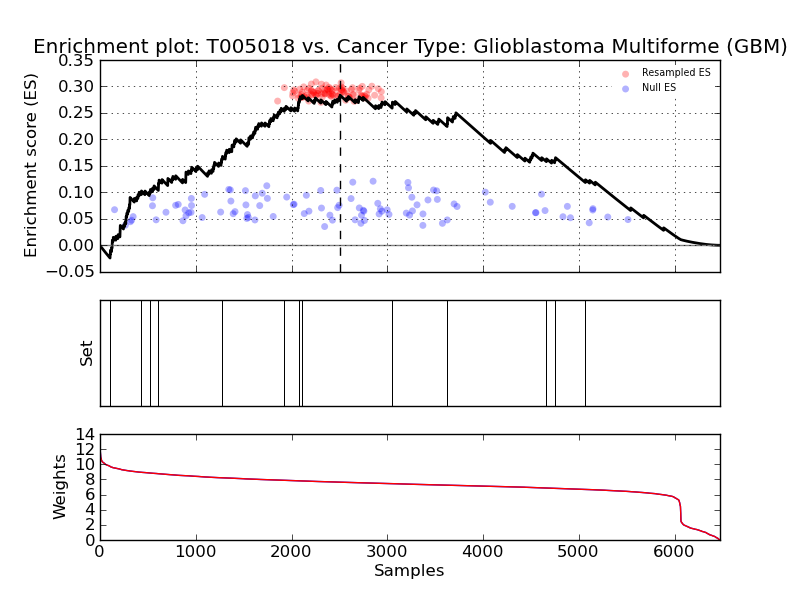 Enrichment plot: T005018 vs. Cancer Type: Glioblastoma Multiforme (GBM)
Enrichment score (ES)
0.35
0.30
0.25
0.20
0.15
0.10
0.05
0.00
−0.05
Resampled ES
Null ES
Set
Weights
14
12
10
8
6
4
2
0
0 1000 2000 3000 4000 5000 6000
Samples